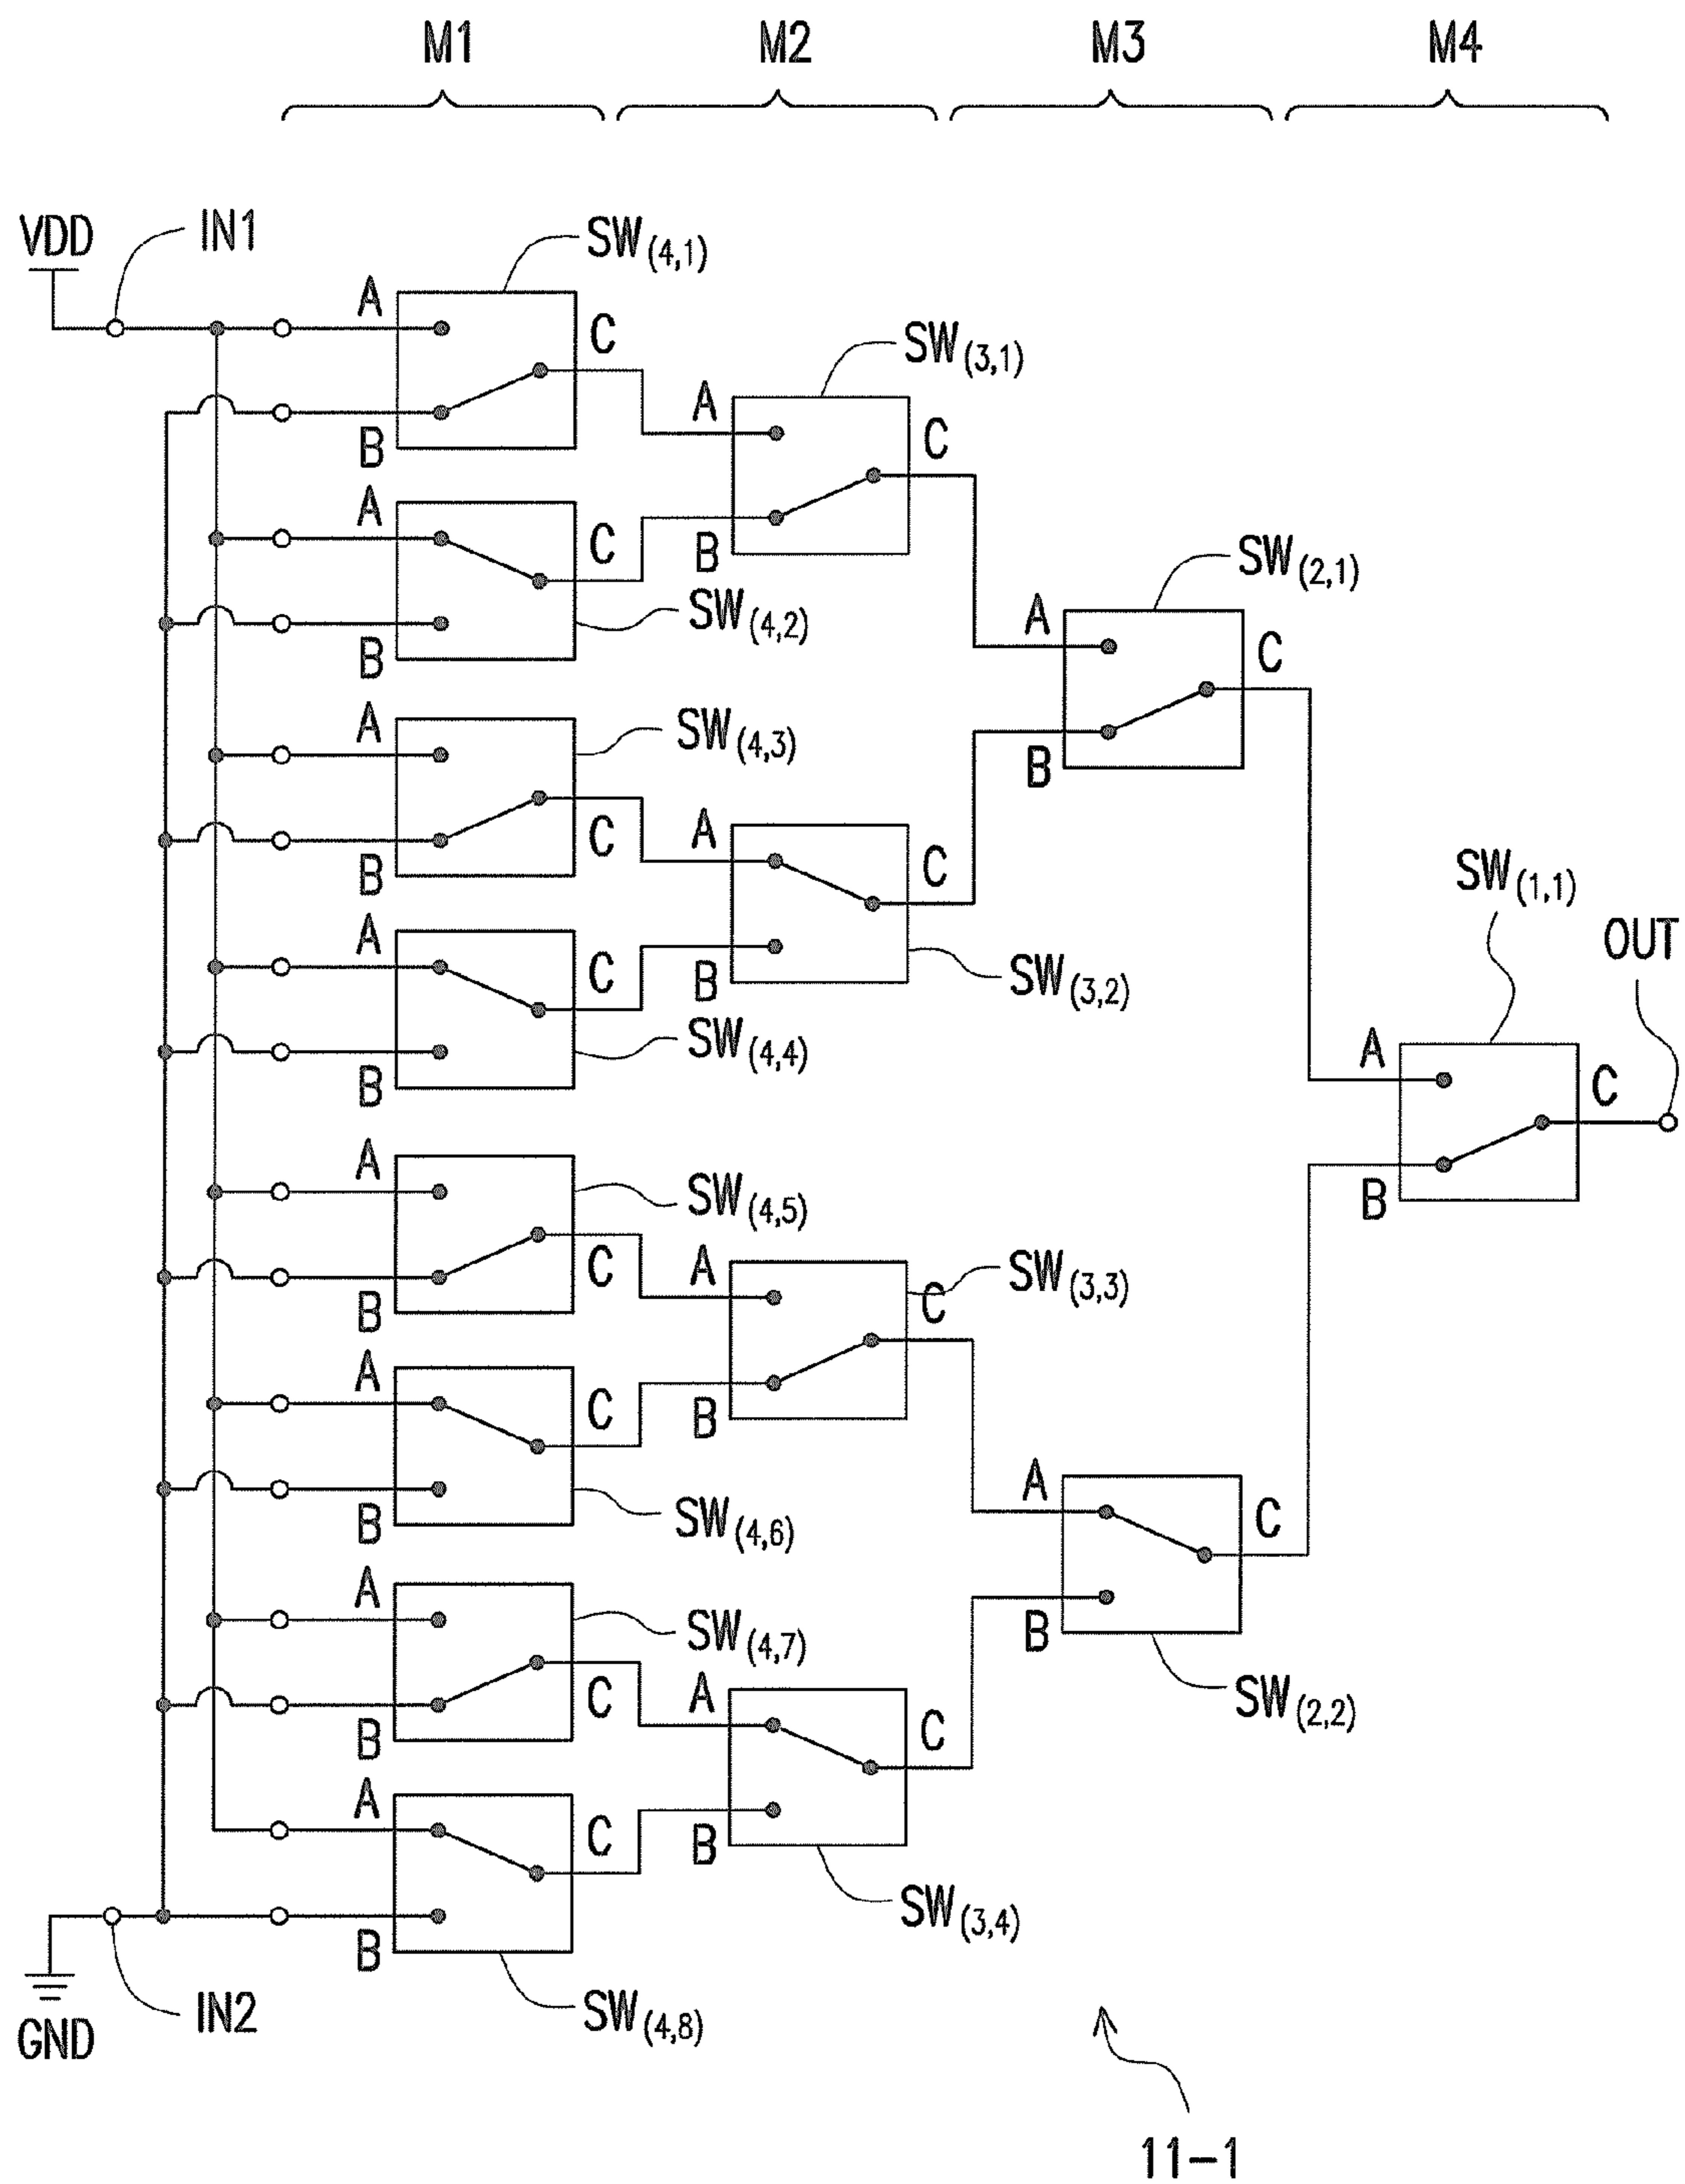 M1 M2 M3 M4
VDD
IN1
SW(4,1)
A
C
B
SW(3,1)
A
C
B
A
C
SW(4,2)
B
SW(2,1)
A
C
B
A
SW(4,3)
C
B
A
C
B
SW(3,2)
A
C
SW(4,4)
B
SW(1,1)
OUT
A
C
B
A
SW(4,5)
C
B
A
C
SW(3,3)
B
A
C
SW(4,6)
B
A
C
B
SW(2,2)
A
SW(4,7)
C
B
A
C
B
SW(3,4)
A
C
B
SW(4,8)
IN2
GND
11-1